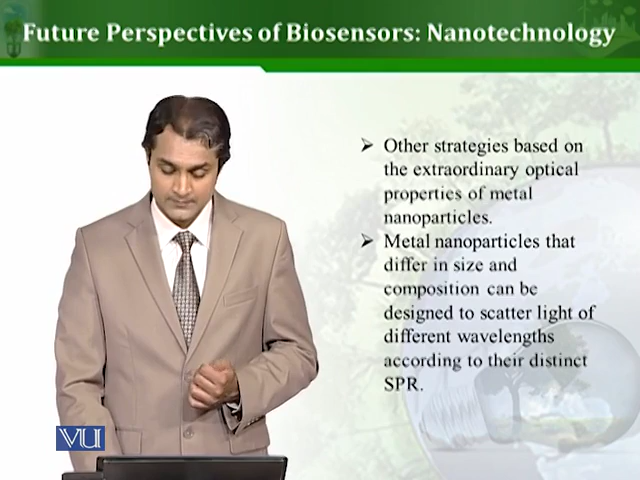 Future Perspectives of Biosensors: Nanotechnology
➢ Other strategies based on
the extraordinary optical
properties of metal
nanoparticles.
➢ Metal nanoparticles that
differ in size and
composition can be
designed to scatter light of
different wavelengths
according to their distinct
SPR.
VU